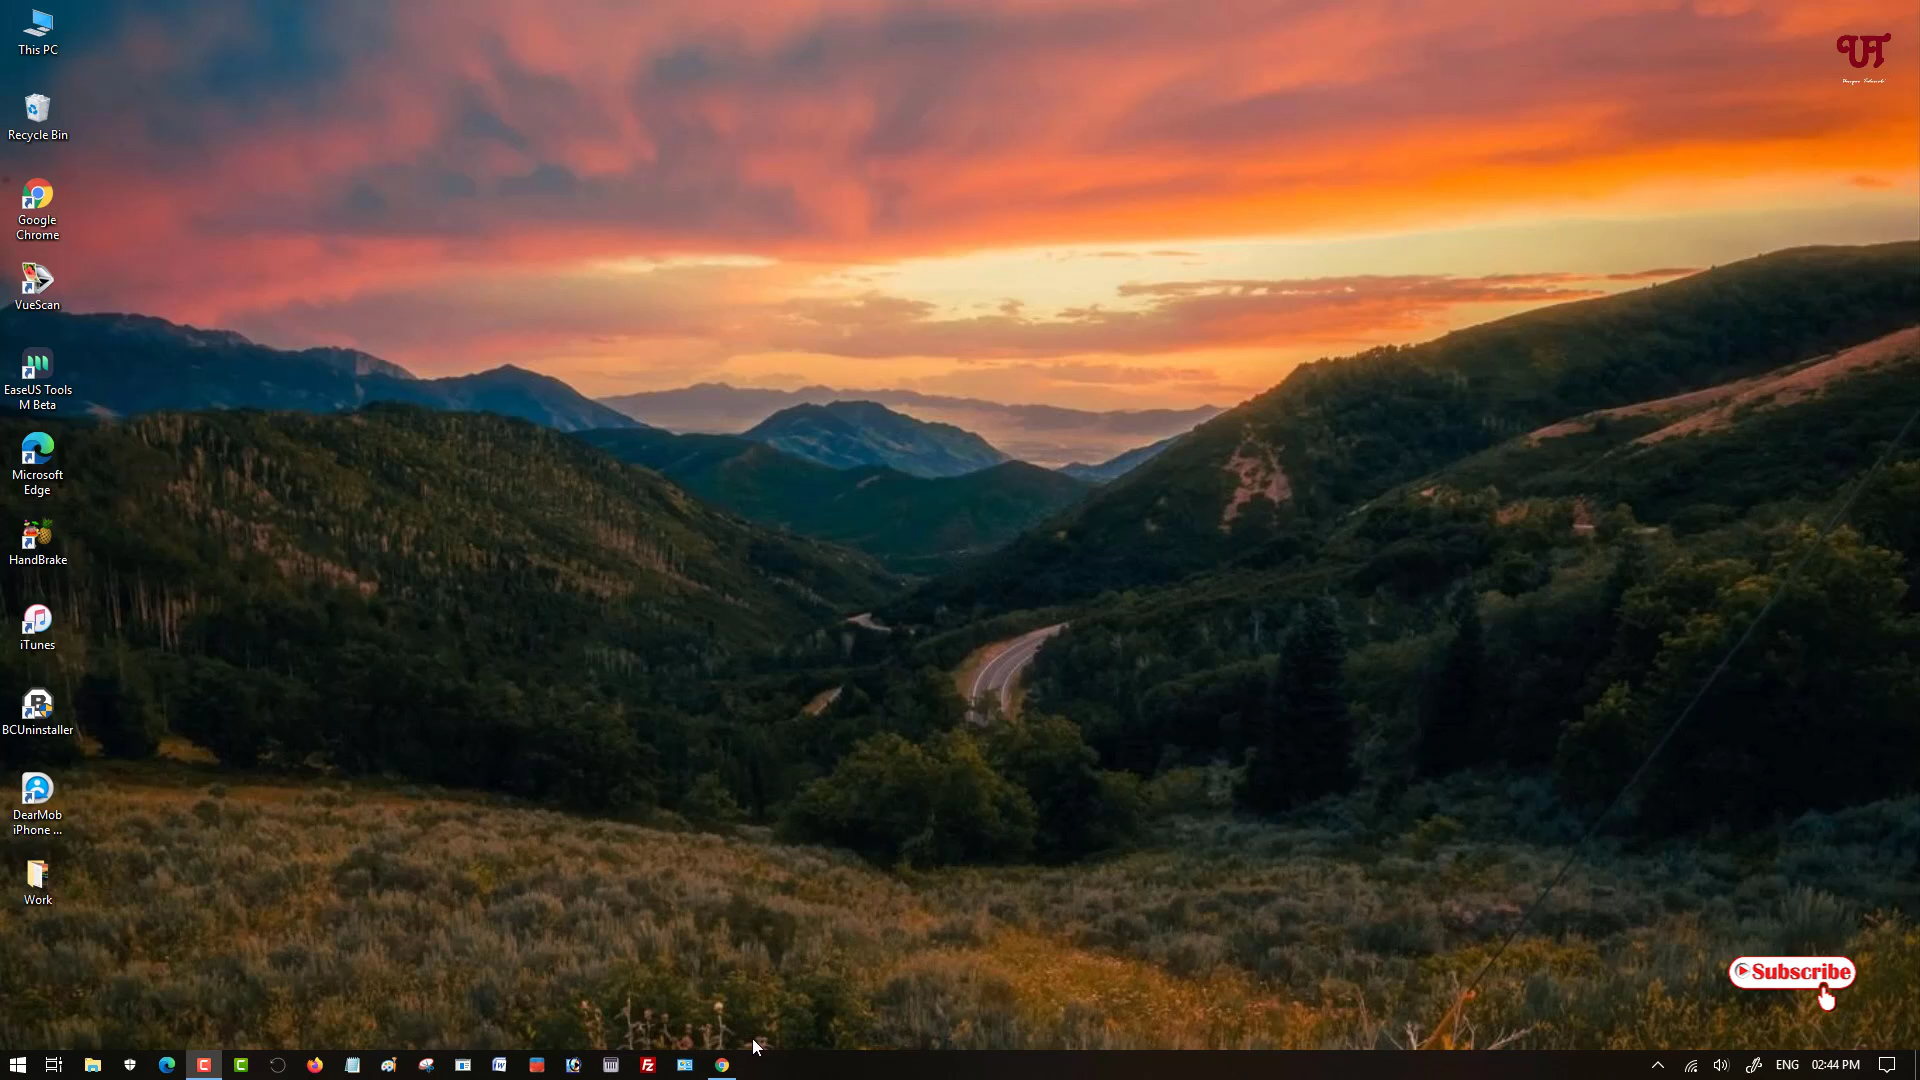 This PC
Recycle Bin
Google
Chrome
VueScan
EaseUS Tools
M Beta
Microsoft
Edge
HandBrake
iTunes
BCUninstaller
DearMob
iPhone ...
Work
UT
Subscribe
ENG
02:44 PM